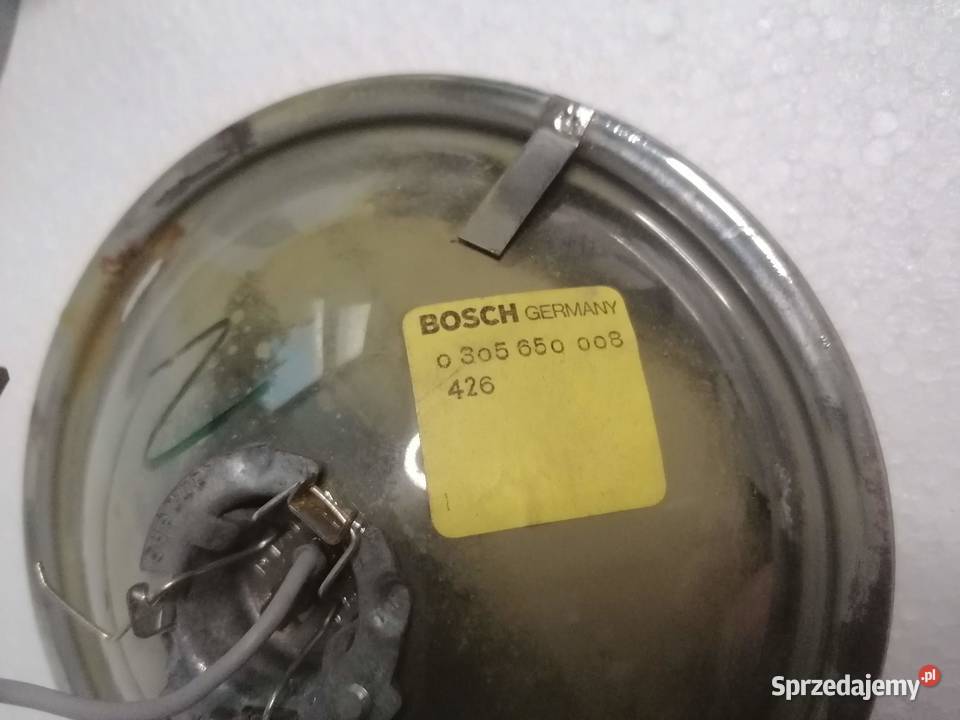 BOSCH GERMANY
0 305 650 008
426
Sprzedajemy.pl